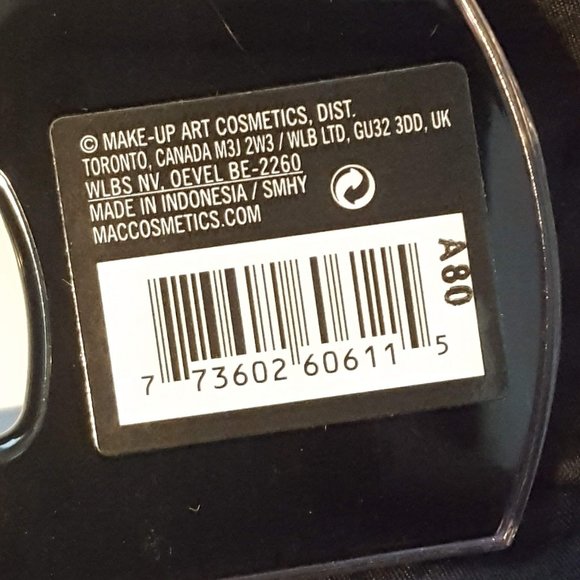 © MAKE-UP ART COSMETICS, DIST.
TORONTO, CANADA M3J 2W3 / WLB LTD, GU32 3DD, UK
WLBS NV, OEVEL BE-2260
MADE IN INDONESIA / SMHY
MACCOSMETICS.COM
A80
7 73602 60611 5